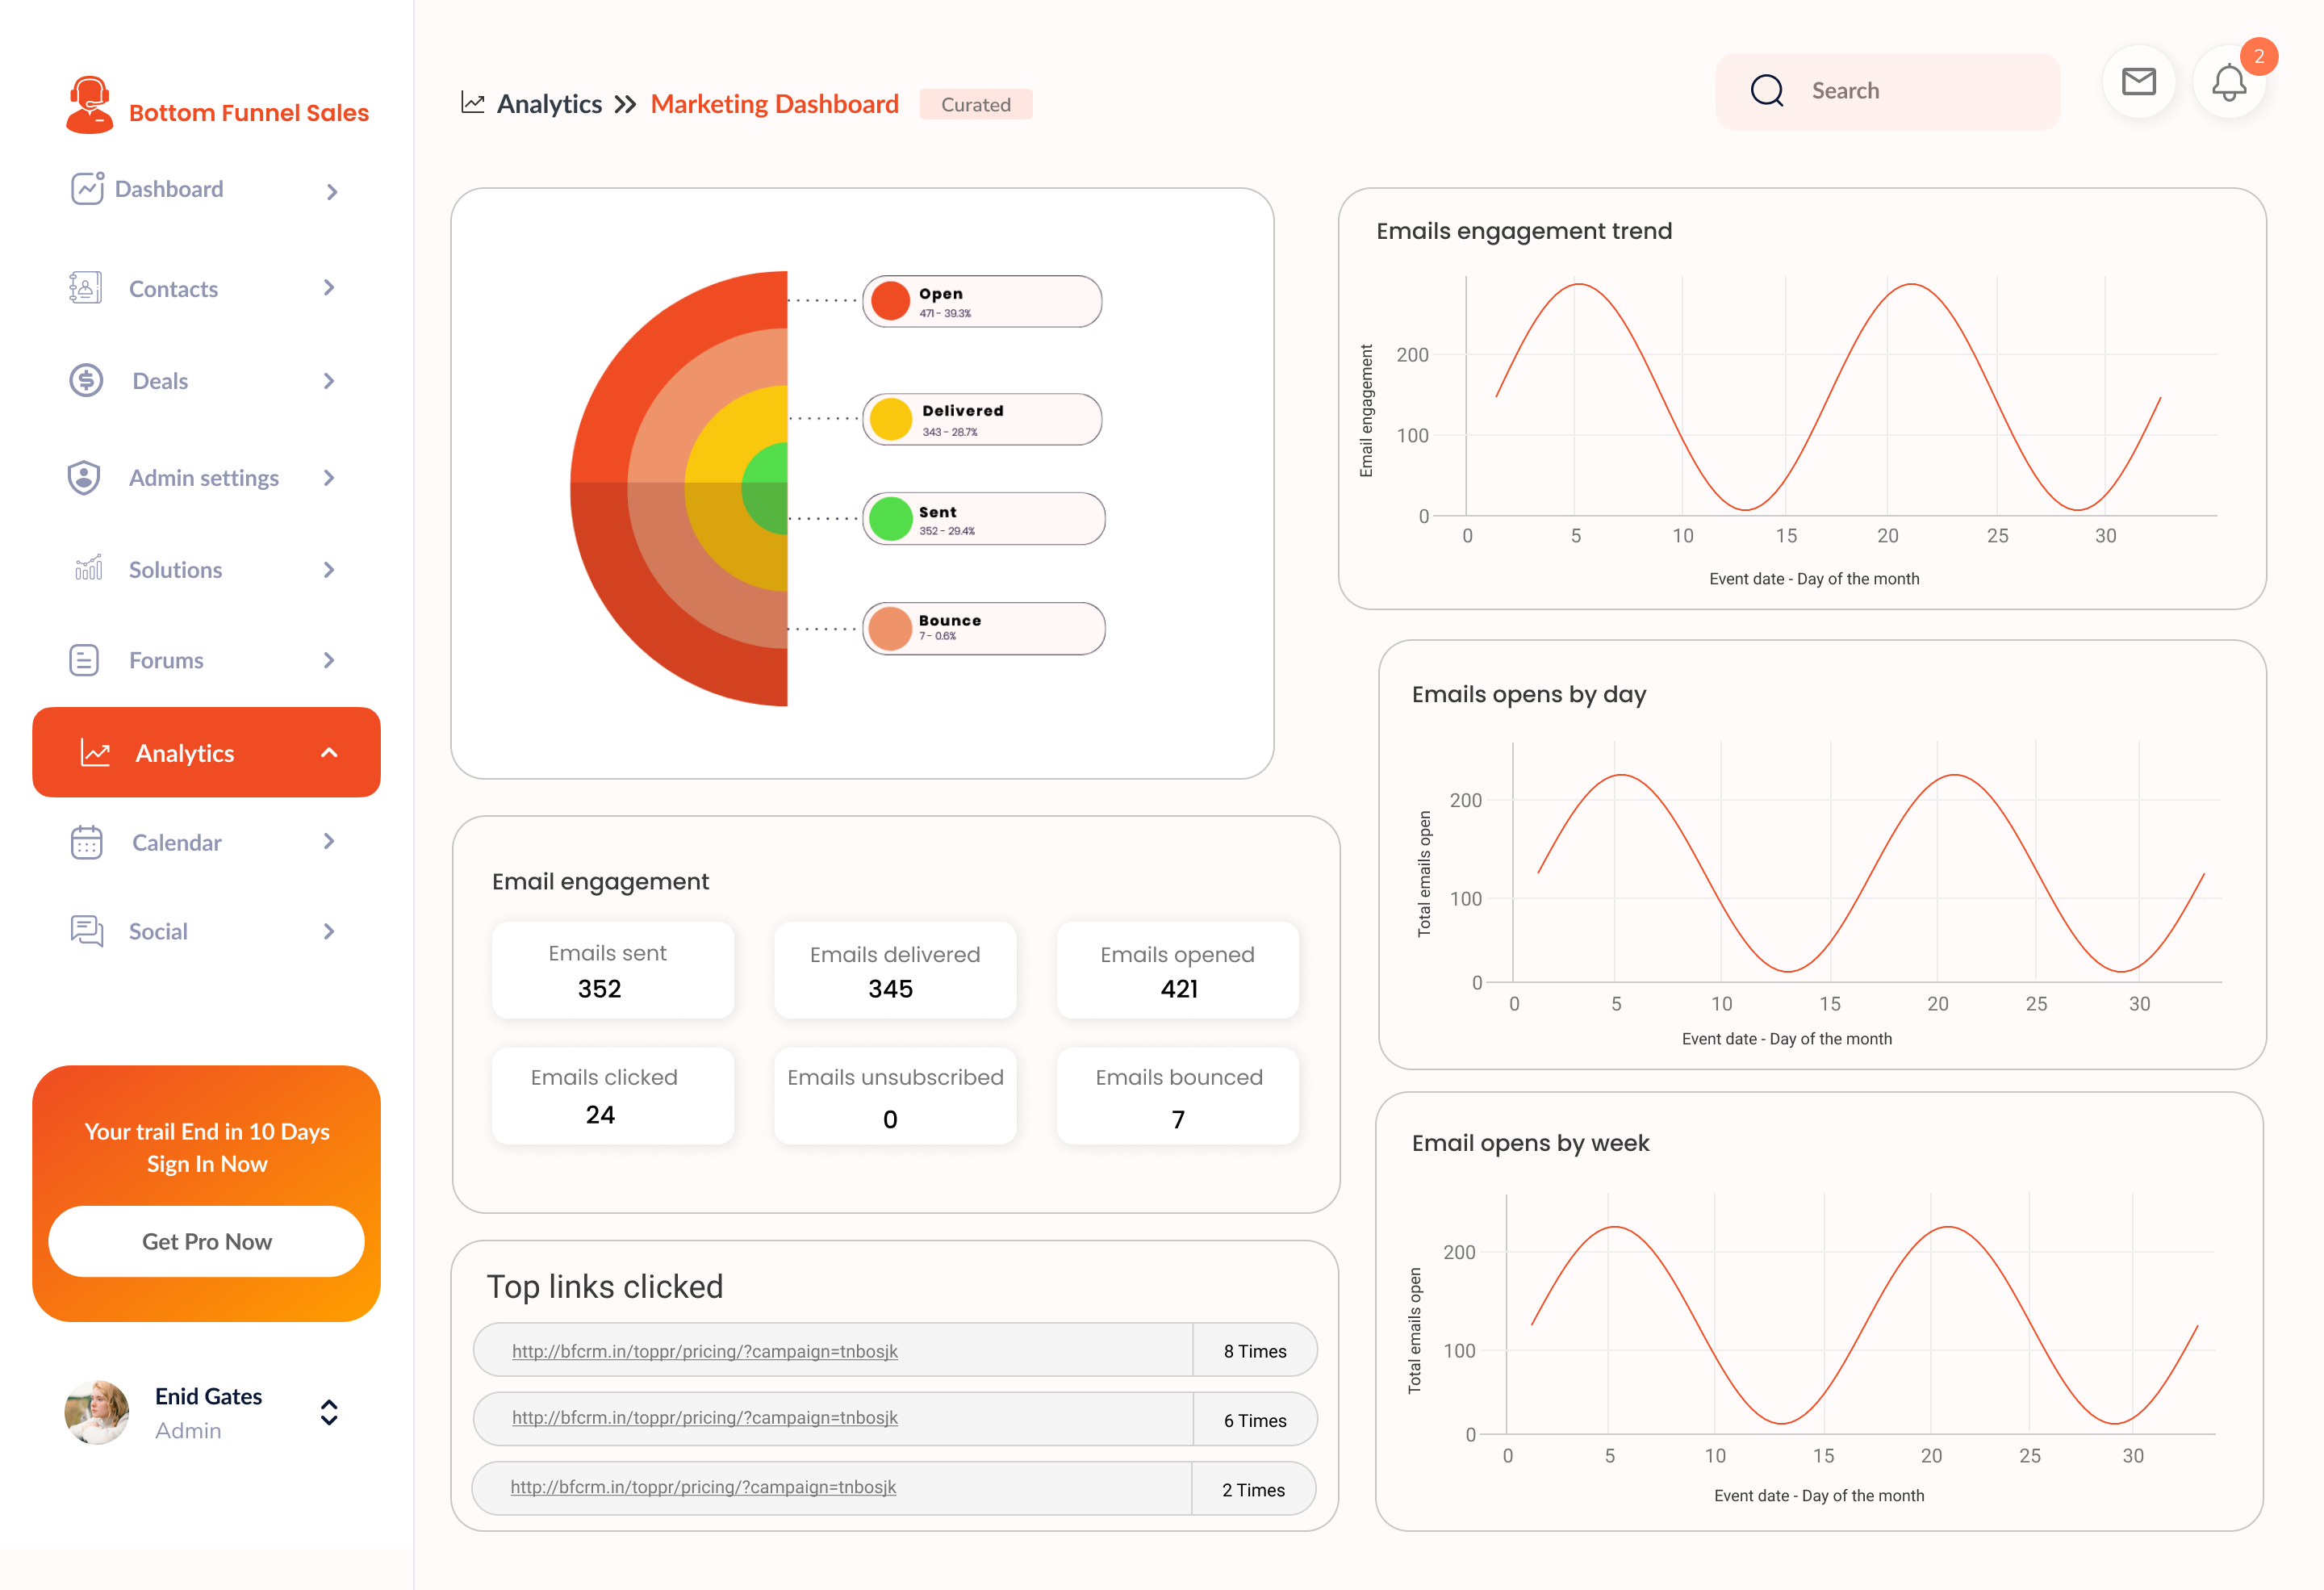 Bottom Funnel Sales
Dashboard
Contacts
Deals
Admin settings
Solutions
Forums
Analytics
Calendar
Social
Your trail End in 10 Days
Sign In Now
Get Pro Now
Enid Gates
Admin
Analytics
Marketing Dashboard
Curated
Search
2
Open
471 - 39.3%
Delivered
343 - 28.7%
Sent
352 - 29.4%
Bounce
7 - 0.6%
Email engagement
Emails sent
352
Emails delivered
345
Emails opened
421
Emails clicked
24
Emails unsubscribed
0
Emails bounced
7
Top links clicked
http://bfcrm.in/toppr/pricing/?campaign=tnbosjk
8 Times
http://bfcrm.in/toppr/pricing/?campaign=tnbosjk
6 Times
http://bfcrm.in/toppr/pricing/?campaign=tnbosjk
2 Times
Emails engagement trend
Email engagement
200
100
0
0 5 10 15 20 25 30
Event date - Day of the month
Emails opens by day
Total emails open
200
100
0
0 5 10 15 20 25 30
Event date - Day of the month
Email opens by week
Total emails open
200
100
0
0 5 10 15 20 25 30
Event date - Day of the month